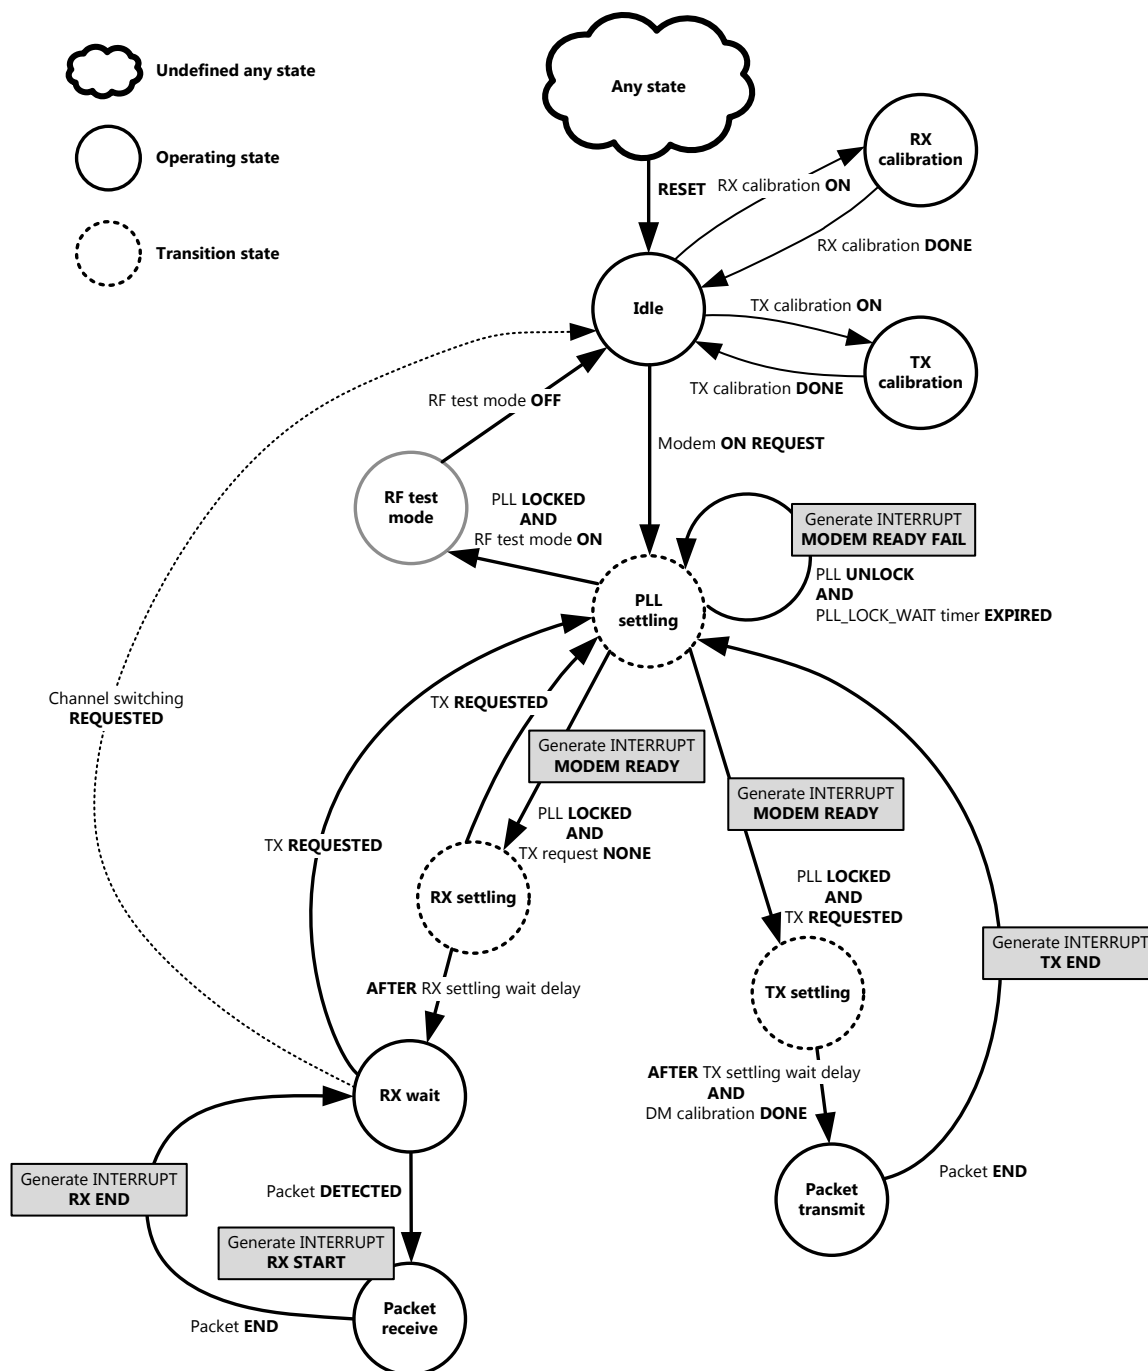 Undefined any state
Operating state
Transition state
Any state
RESET
RX
calibration
RX calibration ON
RX calibration DONE
Idle
TX calibration ON
TX
calibration
TX calibration DONE
RF test mode OFF
Modem ON REQUEST
RF test
mode
PLL LOCKED
AND
RF test mode ON
Generate INTERRUPT
MODEM READY FAIL
PLL UNLOCK
AND
PLL_LOCK_WAIT timer EXPIRED
PLL
settling
Channel switching
REQUESTED
TX REQUESTED
Generate INTERRUPT
MODEM READY
Generate INTERRUPT
MODEM READY
PLL LOCKED
AND
TX request NONE
TX REQUESTED
RX settling
PLL LOCKED
AND
TX REQUESTED
Generate INTERRUPT
TX END
AFTER RX settling wait delay
TX settling
AFTER TX settling wait delay
AND
DM calibration DONE
RX wait
Generate INTERRUPT
RX END
Packet DETECTED
Packet END
Packet
transmit
Generate INTERRUPT
RX START
Packet
receive
Packet END